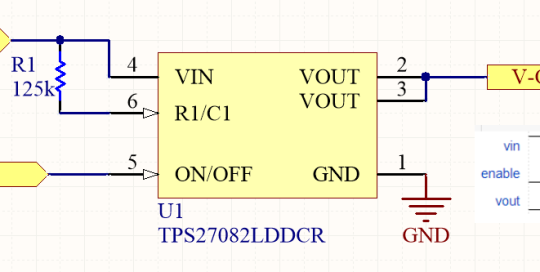 R1
125k
4
6
5
VIN
R1/C1
ON/OFF
VOUT
VOUT
GND
2
3
1
U1
TPS27082LDDCR
GND
vin
enable
vout